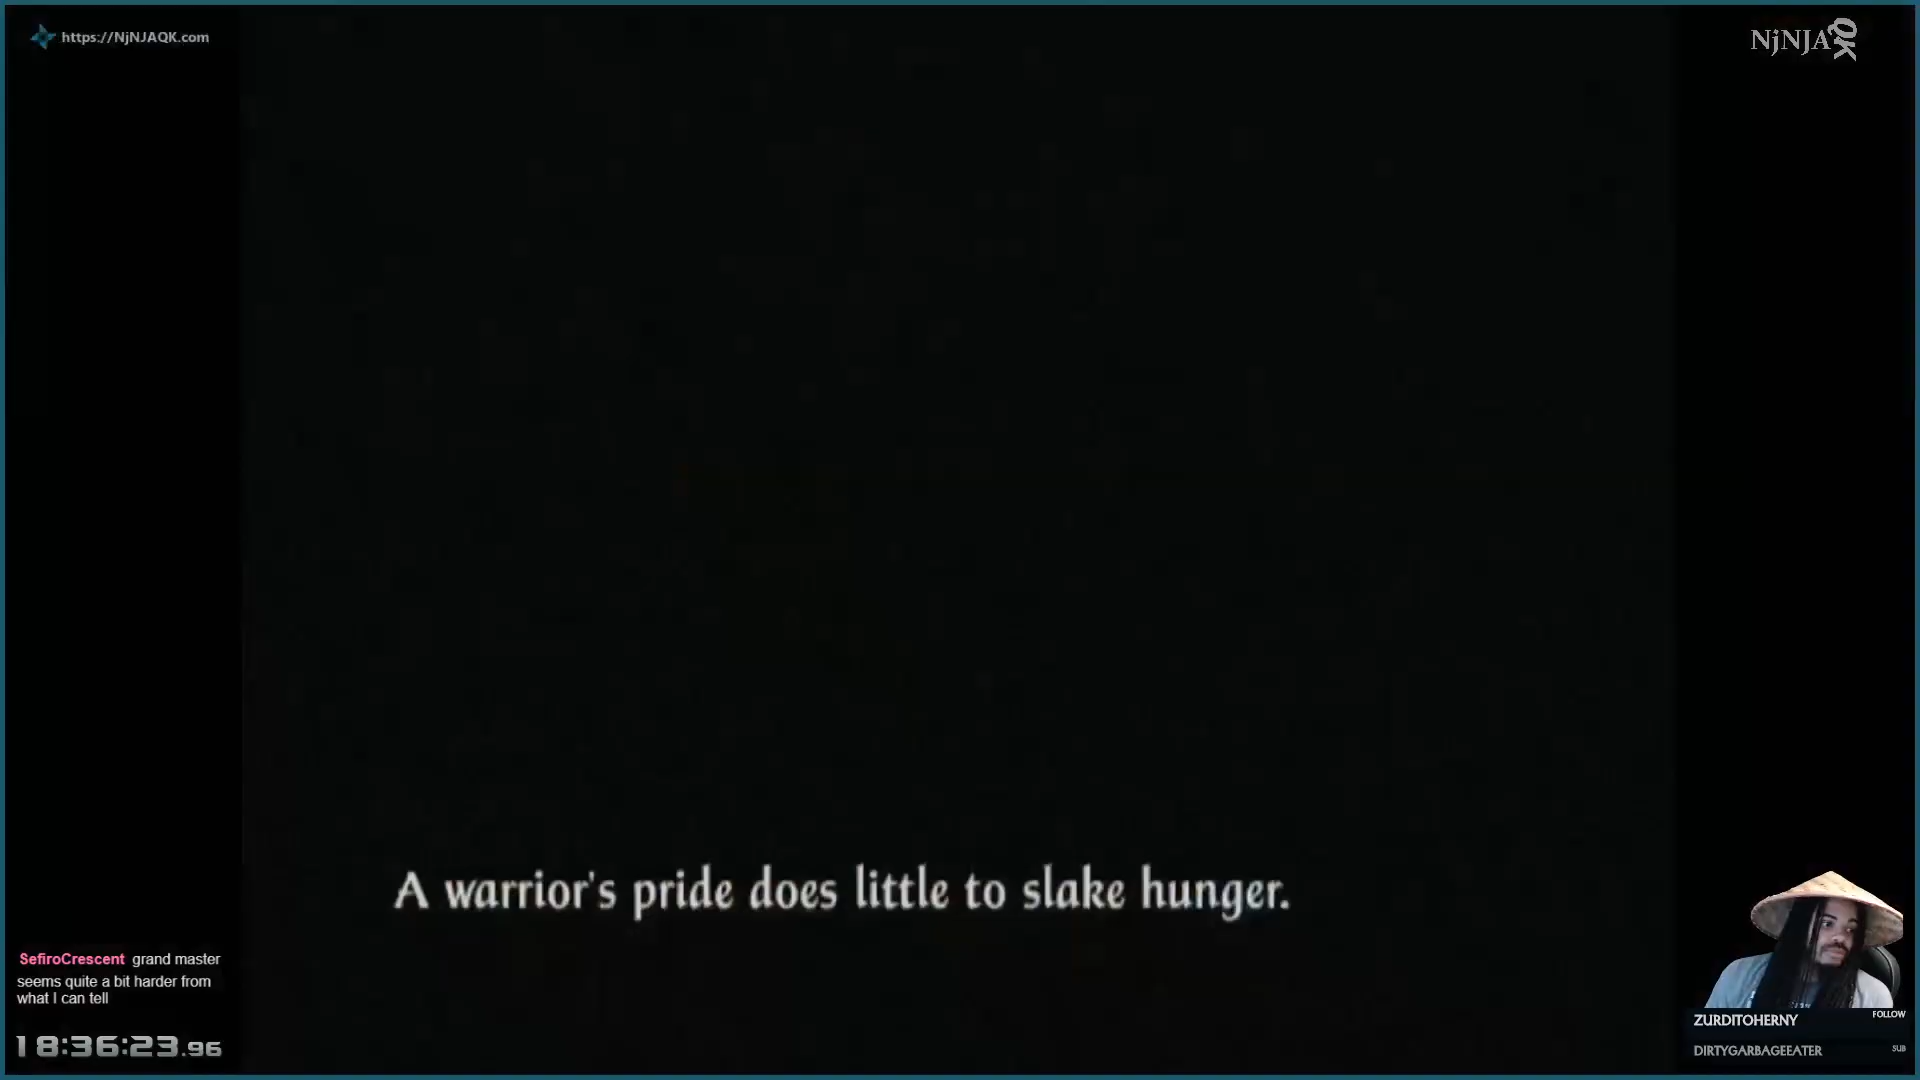 https://NjNJAQK.com
NjNJAQK
A warrior's pride does little to slake hunger.
SefiroCrescent grand master
seems quite a bit harder from
what I can tell
18:36:23.96
ZURDITOHERNY FOLLOW
DIRTYGARBAGEEATER SUB